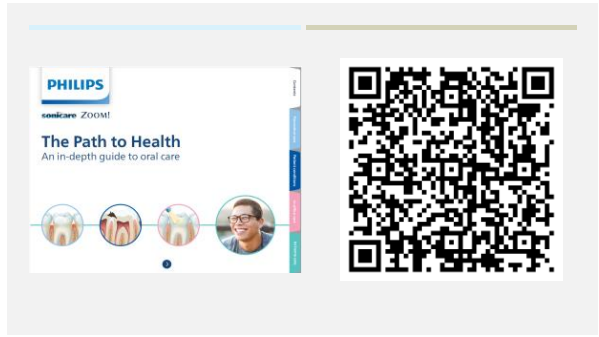 PHILIPS
sonicare ZOOM!
The Path to Health
An in-depth guide to oral care